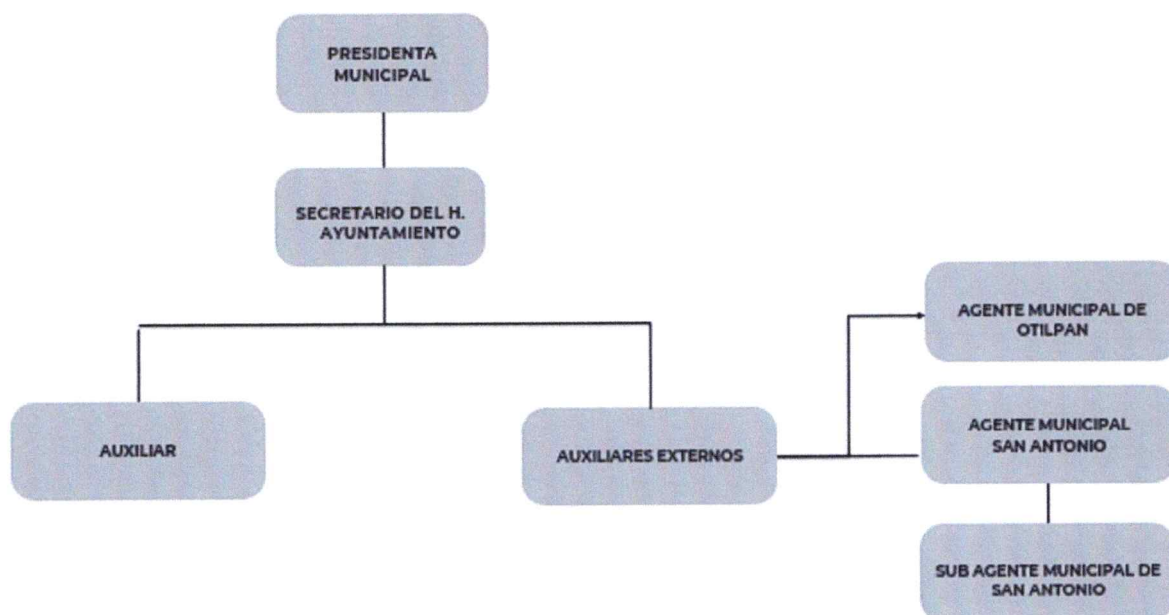 PRESIDENTA
MUNICIPAL
SECRETARIO DEL H.
AYUNTAMIENTO
AUXILIAR
AUXILIARES EXTERNOS
AGENTE MUNICIPAL DE
OTILPAN
AGENTE MUNICIPAL
SAN ANTONIO
SUB AGENTE MUNICIPAL DE
SAN ANTONIO